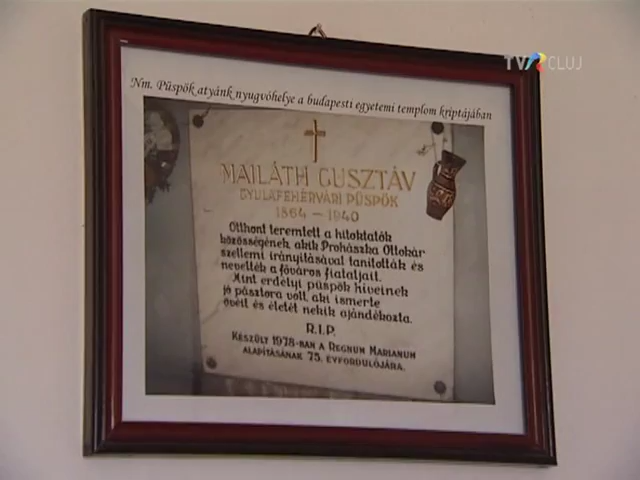 TVR CLUJ
Nm. Püspök atyánk nyugvóhelye a budapesti egyetemi templom kriptájában
MAILÁTH GUSZTÁV
GYULAFEHÉRVÁRI PÜSPÖK
1864 – 1940
Otthont teremtett a hitoktatók
közösségének, akik Prohászka Ottokár
szellemi irányításával tanították és
nevelték a főváros fiataljait.
Mint erdélyi püspök híveinek
jó pásztora volt, aki ismerte
övéit és életét nekik ajándékozta.
R.I.P.
KÉSZÜLT 1978-BAN A REGNUM MARIANUM
ALAPÍTÁSÁNAK 75. ÉVFORDULÓJÁRA.